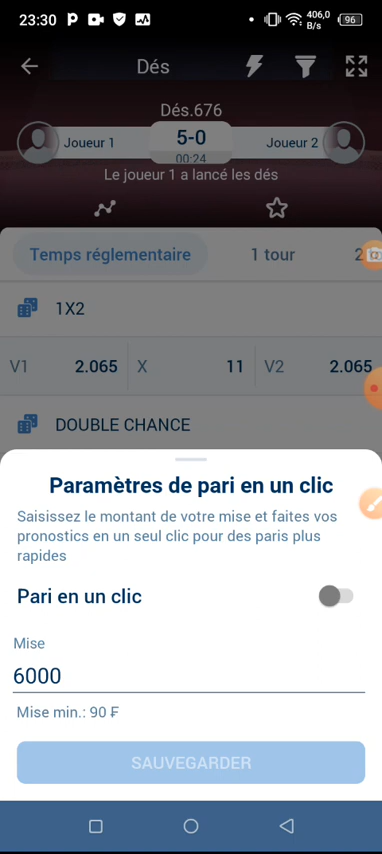 23:30
406,0
B/s
96
Dés
Dés.676
Joueur 1
5-0
Joueur 2
00:24
Le joueur 1 a lancé les dés
Temps réglementaire
1 tour
2
1X2
V1
2.065
X
11
V2
2.065
DOUBLE CHANCE
Paramètres de pari en un clic
Saisissez le montant de votre mise et faites vos
pronostics en un seul clic pour des paris plus
rapides
Pari en un clic
Mise
6000
Mise min.: 90 ₣
SAUVEGARDER